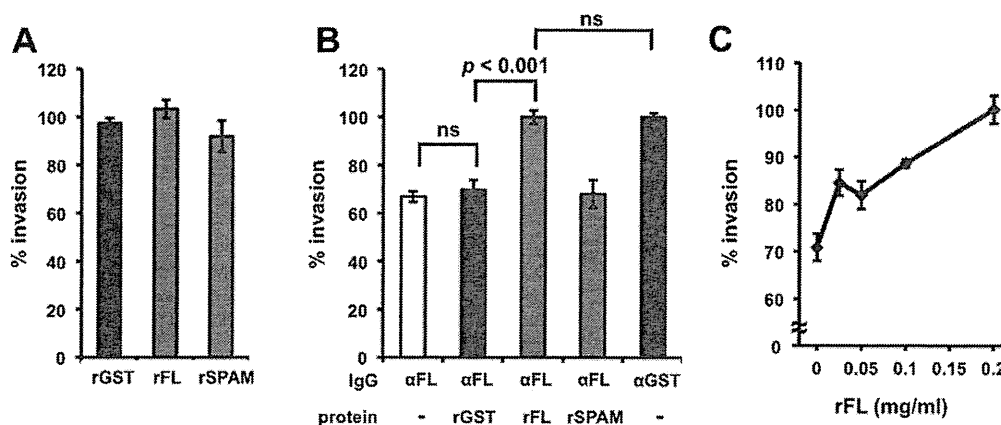 A
% invasion
120
100
80
60
40
20
0
rGST rFL rSPAM
B
ns
p < 0.001
ns
% invasion
120
100
80
60
40
20
0
IgG αFL αFL αFL αFL αGST
protein - rGST rFL rSPAM -
C
% invasion
110
100
90
80
70
60
0
0 0.05 0.1 0.2
rFL (mg/ml)